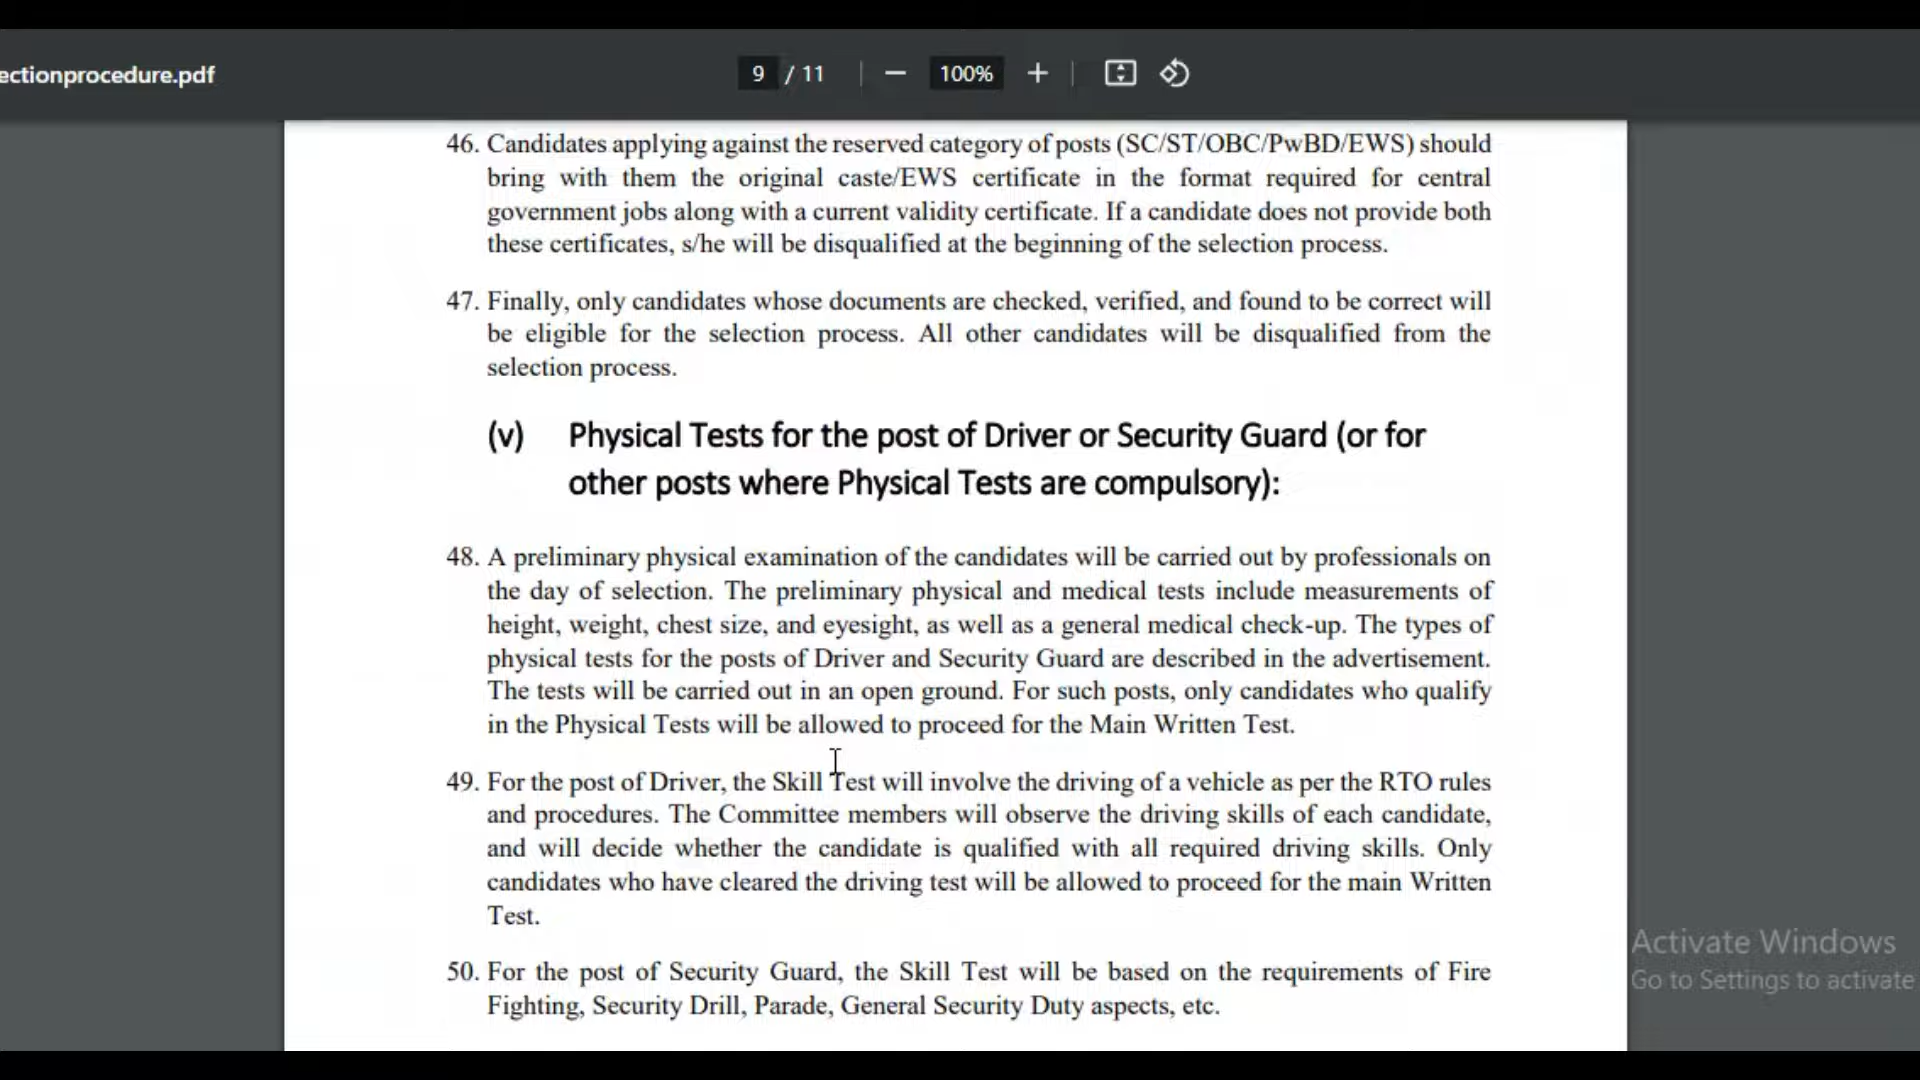 ectionprocedure.pdf
9 / 11
100%
46. Candidates applying against the reserved category of posts (SC/ST/OBC/PwBD/EWS) should
bring with them the original caste/EWS certificate in the format required for central
government jobs along with a current validity certificate. If a candidate does not provide both
these certificates, s/he will be disqualified at the beginning of the selection process.
47. Finally, only candidates whose documents are checked, verified, and found to be correct will
be eligible for the selection process. All other candidates will be disqualified from the
selection process.
(v) Physical Tests for the post of Driver or Security Guard (or for
other posts where Physical Tests are compulsory):
48. A preliminary physical examination of the candidates will be carried out by professionals on
the day of selection. The preliminary physical and medical tests include measurements of
height, weight, chest size, and eyesight, as well as a general medical check-up. The types of
physical tests for the posts of Driver and Security Guard are described in the advertisement.
The tests will be carried out in an open ground. For such posts, only candidates who qualify
in the Physical Tests will be allowed to proceed for the Main Written Test.
49. For the post of Driver, the Skill Test will involve the driving of a vehicle as per the RTO rules
and procedures. The Committee members will observe the driving skills of each candidate,
and will decide whether the candidate is qualified with all required driving skills. Only
candidates who have cleared the driving test will be allowed to proceed for the main Written
Test.
50. For the post of Security Guard, the Skill Test will be based on the requirements of Fire
Fighting, Security Drill, Parade, General Security Duty aspects, etc.
Activate Windows
Go to Settings to activate